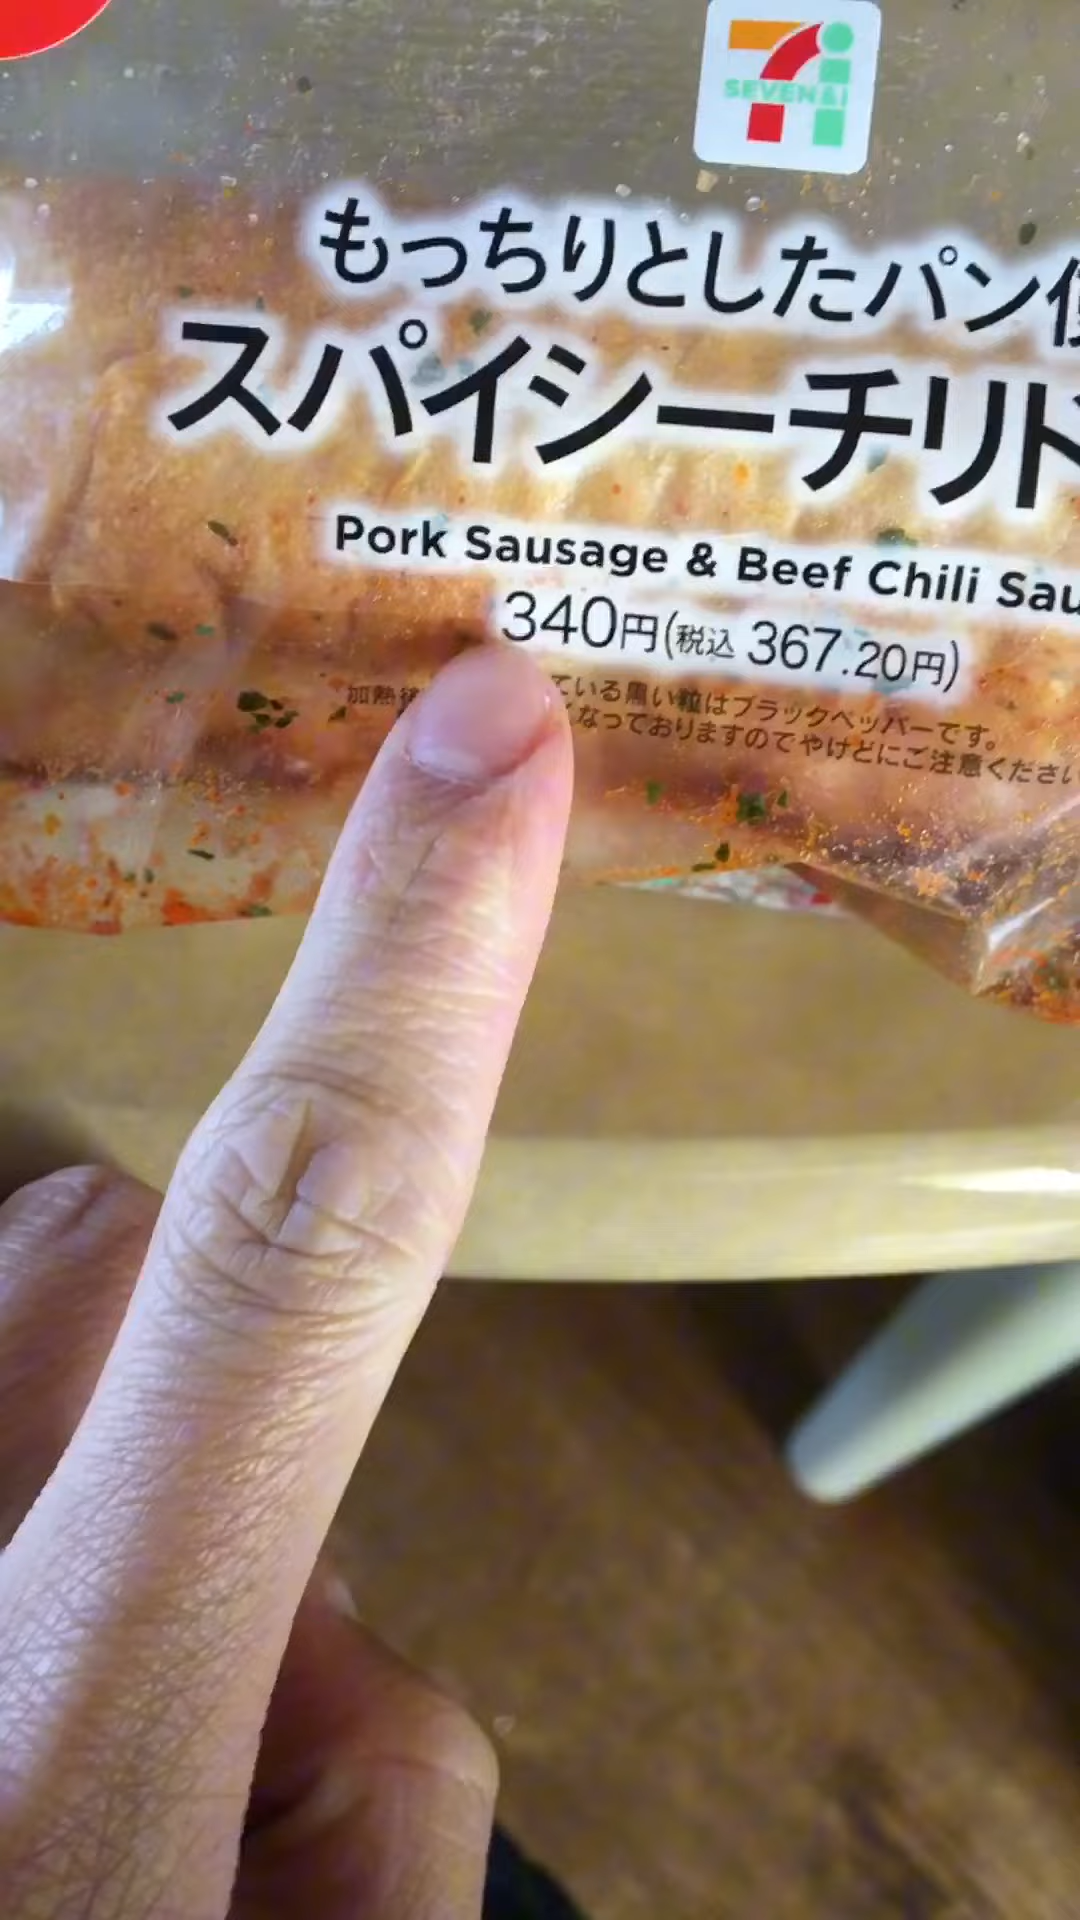 SEVEN&i
もっちりとしたパン使
スパイシーチリド
Pork Sausage & Beef Chili Sau
340円(税込 367.20円)
加熱後 ている黒い粒はブラックペッパーです。
くなっておりますのでやけどにご注意ください